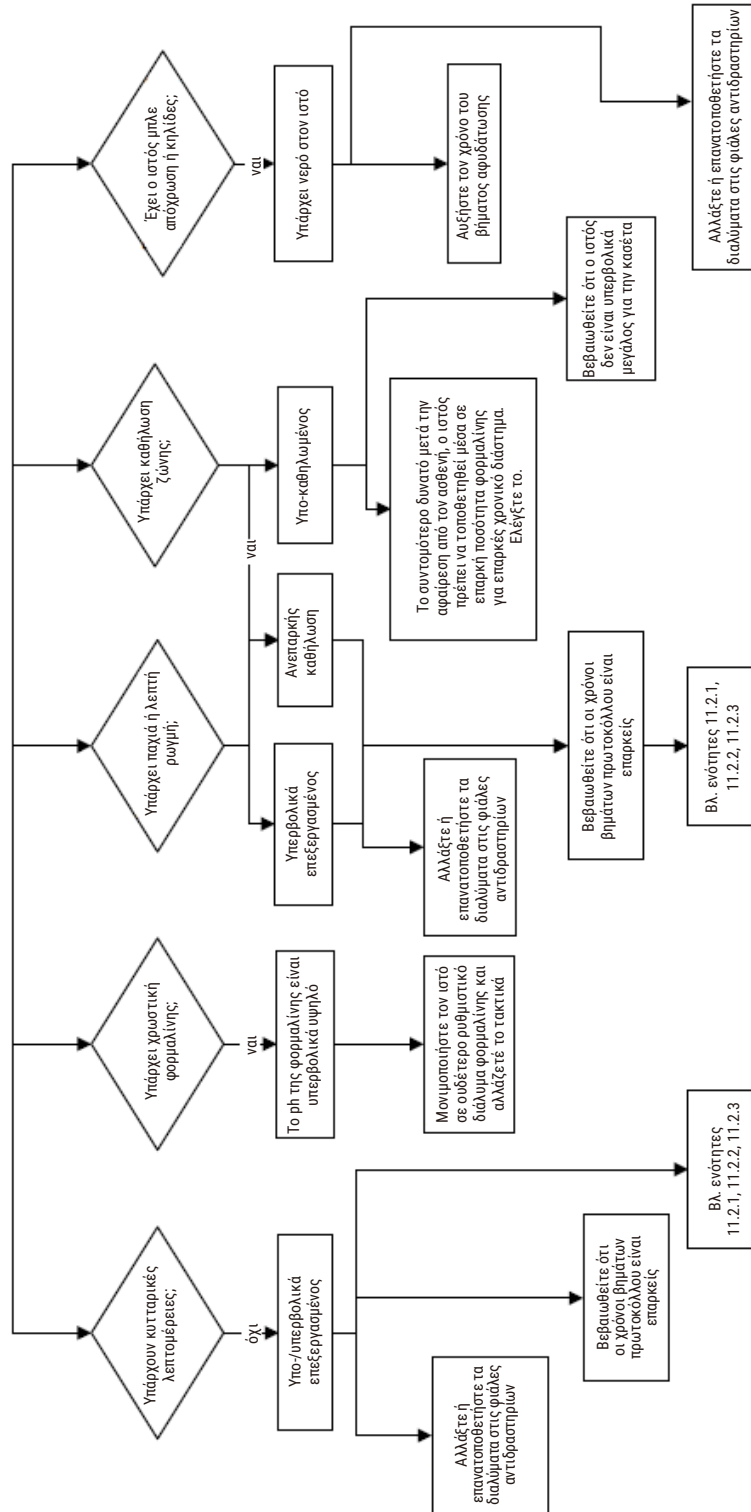 Υπάρχουν κυτταρικές
λεπτομέρειες;
όχι
Υπο-/υπερβολικά
επεξεργασμένος
Αλλάξτε ή
επανατοποθετήστε τα
διαλύματα στις φιάλες
αντιδραστηρίων
Βεβαιωθείτε ότι
οι χρόνοι βημάτων
πρωτοκόλλου είναι
επαρκείς
Βλ. ενότητες
11.2.1, 11.2.2, 11.2.3
Υπάρχει χρωστική
φορμαλίνης;
ναι
Το ph της φορμαλίνης είναι
υπερβολικά υψηλό
Μονιμοποιήστε τον ιστό
σε ουδέτερο ρυθμιστικό
διάλυμα φορμαλίνης και
αλλάζετέ το τακτικά
Υπάρχει παχιά ή λεπτή
ρωγμή;
Υπερβολικά
επεξεργασμένος
Ανεπαρκής
καθήλωση
Αλλάξτε ή
επανατοποθετήστε τα
διαλύματα στις φιάλες
αντιδραστηρίων
Βεβαιωθείτε ότι οι χρόνοι
βημάτων πρωτοκόλλου είναι
επαρκείς
Βλ. ενότητες 11.2.1,
11.2.2, 11.2.3
Υπάρχει καθήλωση
ζώνης;
ναι
Υπο-καθηλωμένος
Το συντομότερο δυνατό μετά την
αφαίρεση από τον ασθενή, ο ιστός
πρέπει να τοποθετηθεί μέσα σε
επαρκή ποσότητα φορμαλίνης
για επαρκές χρονικό διάστημα.
Ελέγξτε το.
Βεβαιωθείτε ότι ο ιστός
δεν είναι υπερβολικά
μεγάλος για την κασέτα
Έχει ο ιστός μπλε
απόχρωση ή κηλίδες;
ναι
Υπάρχει νερό στον ιστό
Αυξήστε τον χρόνο του
βήματος αφυδάτωσης
Αλλάξτε ή επανατοποθετήστε τα
διαλύματα στις φιάλες αντιδραστηρίων